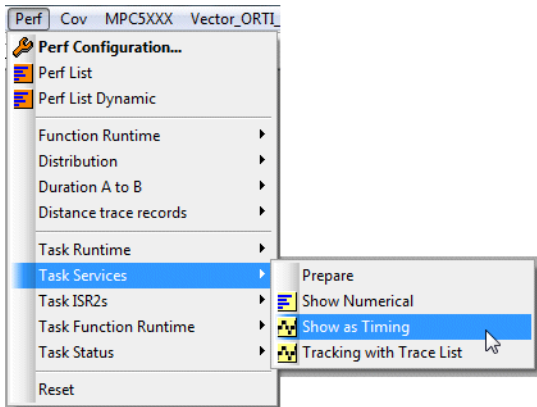 Perf Cov MPC5XXX Vector_ORTI_
Perf Configuration...
Perf List
Perf List Dynamic
Function Runtime
Distribution
Duration A to B
Distance trace records
Task Runtime
Task Services
Task ISR2s
Task Function Runtime
Task Status
Reset
Prepare
Show Numerical
Show as Timing
Tracking with Trace List